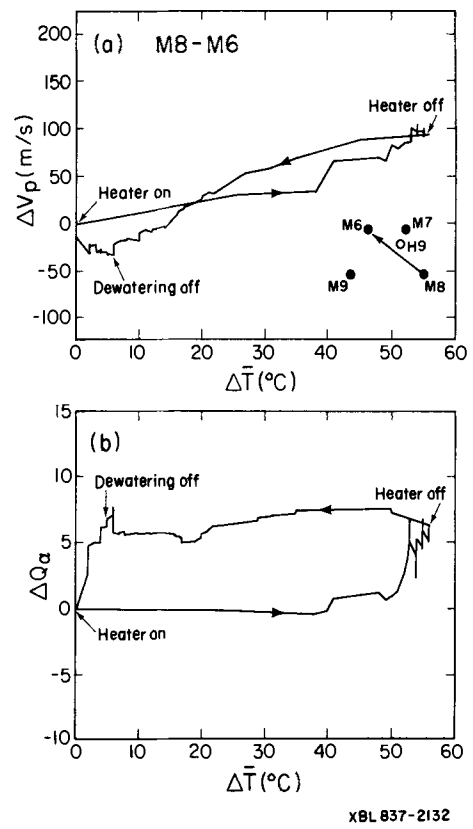 (a) M8-M6
200
150
100
50
0
-50
-100
ΔVp (m/s)
Heater off
Heater on
Dewatering off
M6
M7
H9
M9
M8
0 10 20 30 40 50 60
ΔT̅ (°C)
(b)
15
10
5
0
-5
-10
ΔQα
Dewatering off
Heater off
Heater on
0 10 20 30 40 50 60
ΔT̅ (°C)
XBL 837-2132